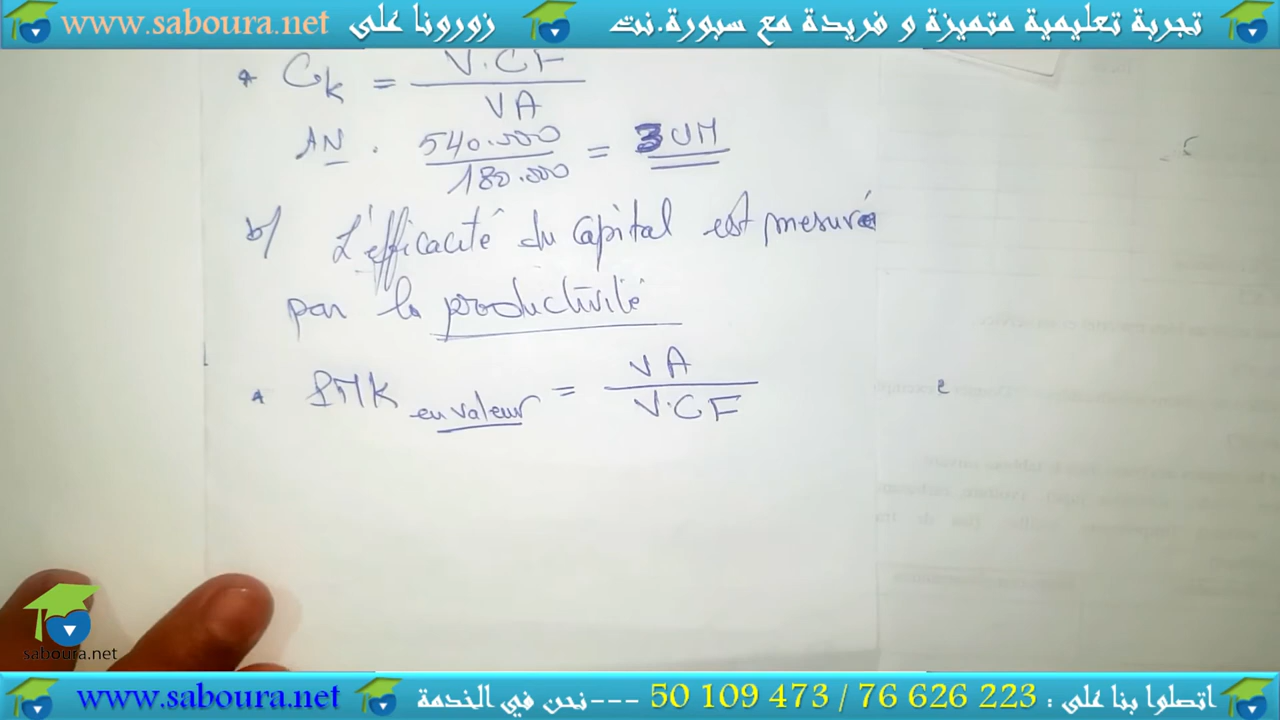 www.saboura.net زورونا على تجربة تعليمية متميزة و فريدة مع سبورة.نت
* Ck = V.CF / VA
AN. 540.000 / 180.000 = 3 UM
b/ L'efficacité du capital est mesuré
par la productivité
* PMK en valeur = VA / V.CF
saboura.net
www.saboura.net اتصلوا بنا على : 223 626 76 / 473 109 50 ---نحن في الخدمة